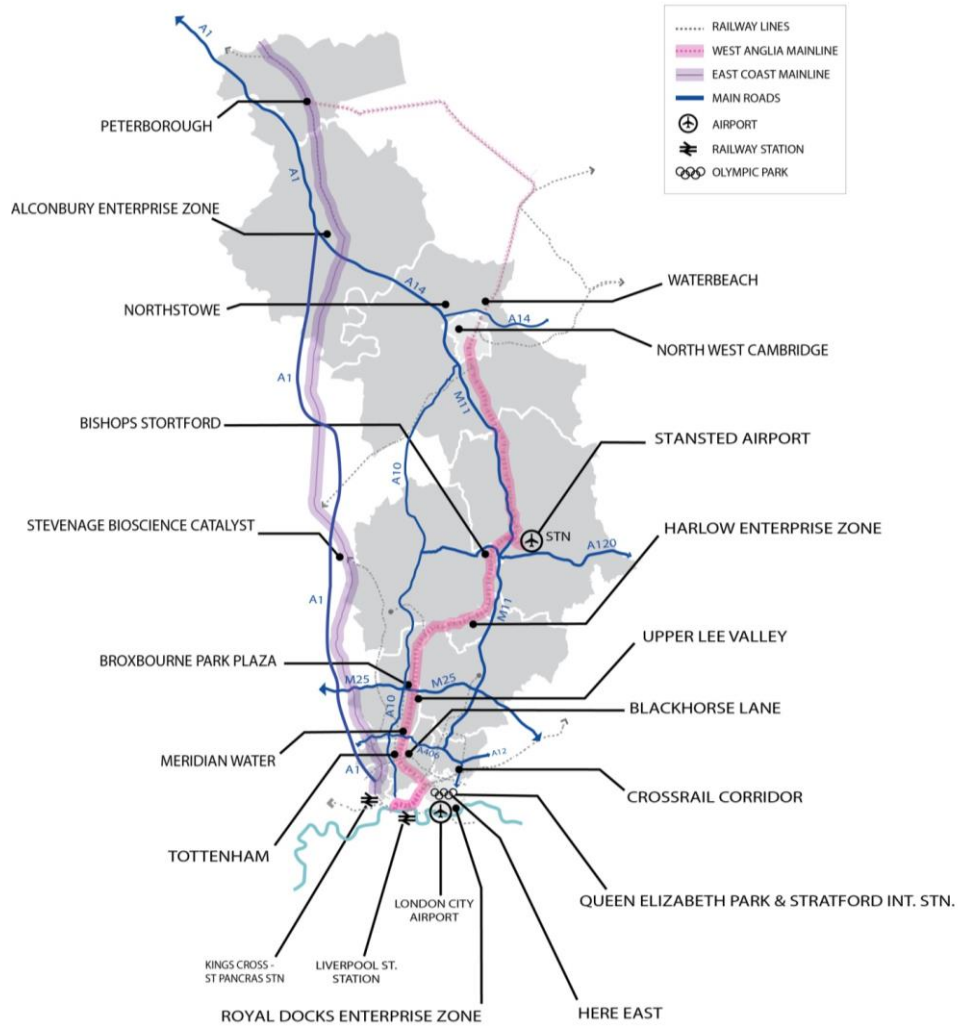 RAILWAY LINES
WEST ANGLIA MAINLINE
EAST COAST MAINLINE
MAIN ROADS
AIRPORT
RAILWAY STATION
OLYMPIC PARK
A1
PETERBOROUGH
A1
ALCONBURY ENTERPRISE ZONE
A14
WATERBEACH
NORTHSTOWE
A14
NORTH WEST CAMBRIDGE
A1
M11
BISHOPS STORTFORD
STANSTED AIRPORT
A10
STEVENAGE BIOSCIENCE CATALYST
HARLOW ENTERPRISE ZONE
STN
A120
A1
M11
UPPER LEE VALLEY
BROXBOURNE PARK PLAZA
M25
M25
A10
BLACKHORSE LANE
MERIDIAN WATER
A406
A12
A1
CROSSRAIL CORRIDOR
TOTTENHAM
QUEEN ELIZABETH PARK & STRATFORD INT. STN.
LONDON CITY
AIRPORT
KINGS CROSS -
ST PANCRAS STN
LIVERPOOL ST.
STATION
ROYAL DOCKS ENTERPRISE ZONE
HERE EAST